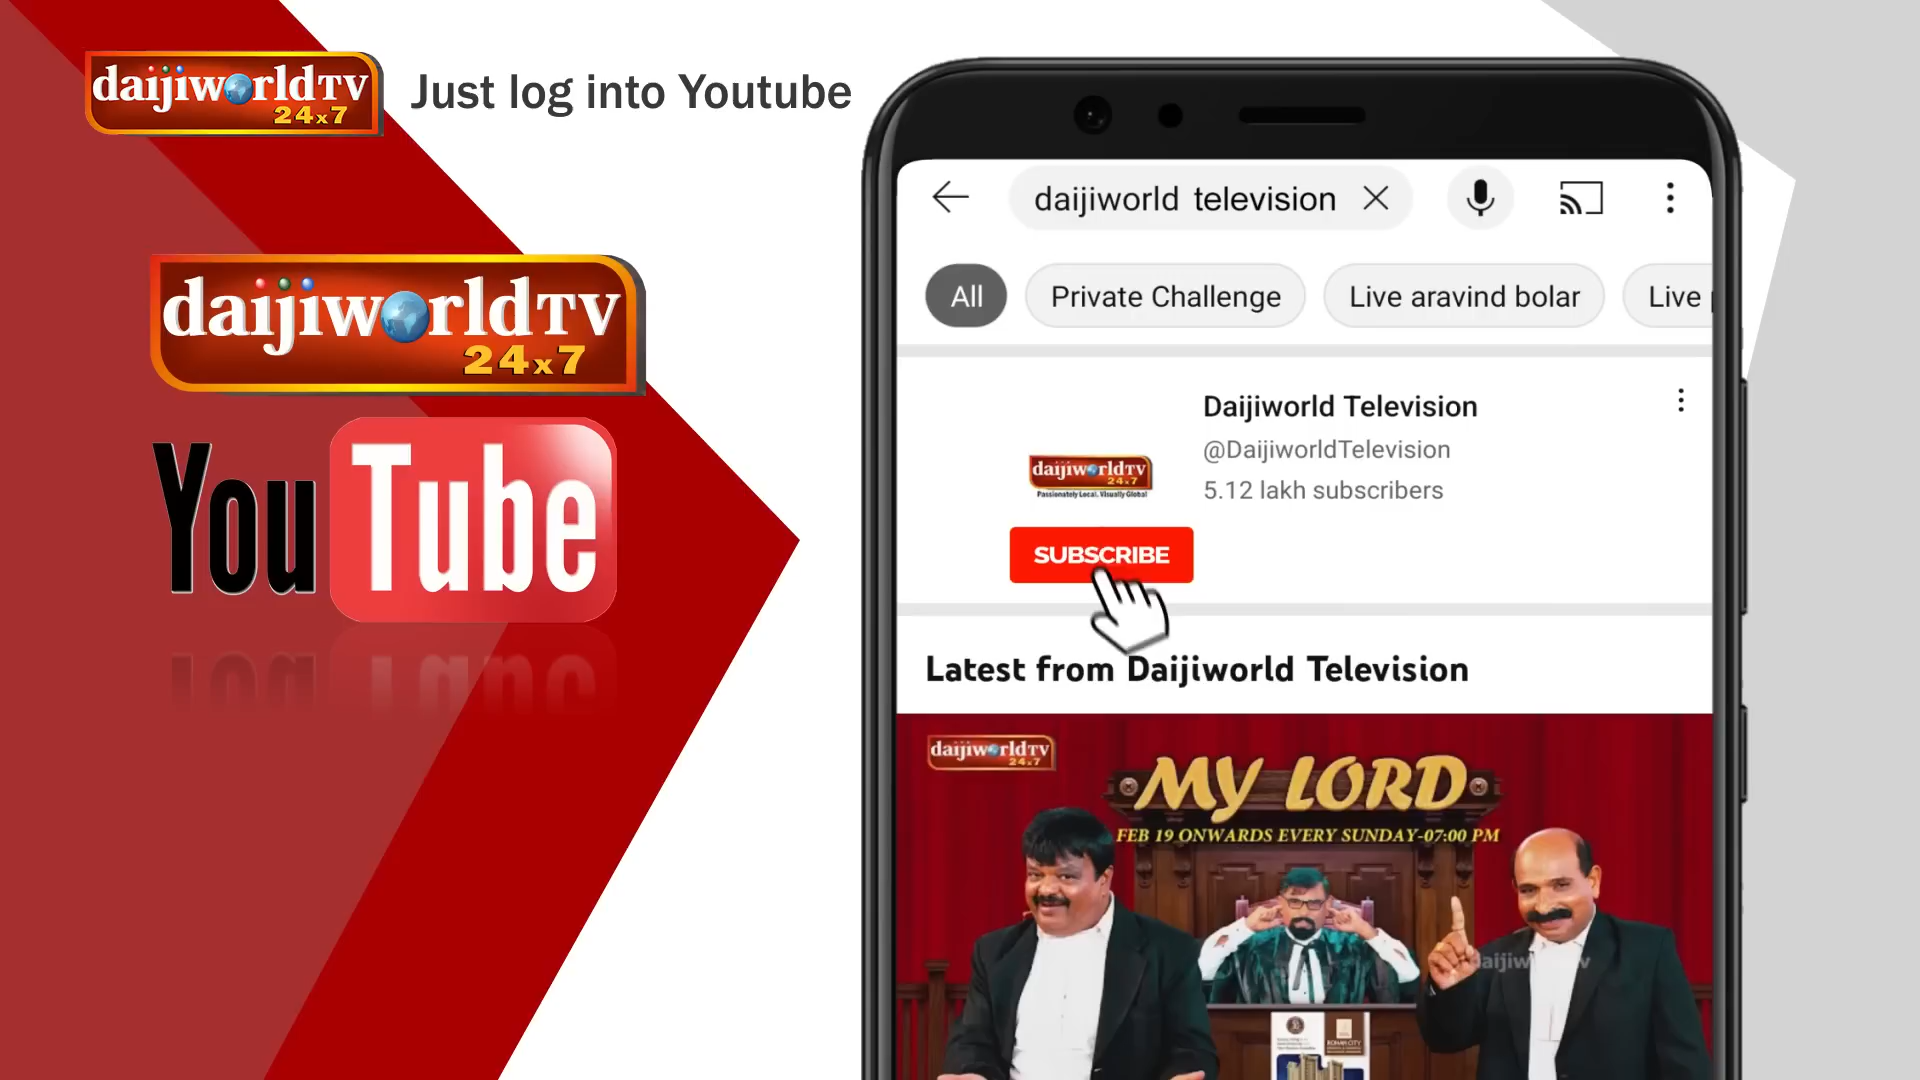 daijiworldTV
24x7
Just log into Youtube
daijiworldTV
24x7
YouTube
daijiworld television
All
Private Challenge
Live aravind bolar
Live
Daijiworld Television
@DaijiworldTelevision
5.12 lakh subscribers
daijiworldTV
24x7
Passionately Local. Visually Global
SUBSCRIBE
Latest from Daijiworld Television
daijiworldTV
24x7
MY LORD
FEB 19 ONWARDS EVERY SUNDAY-07:00 PM
ROHAN CITY